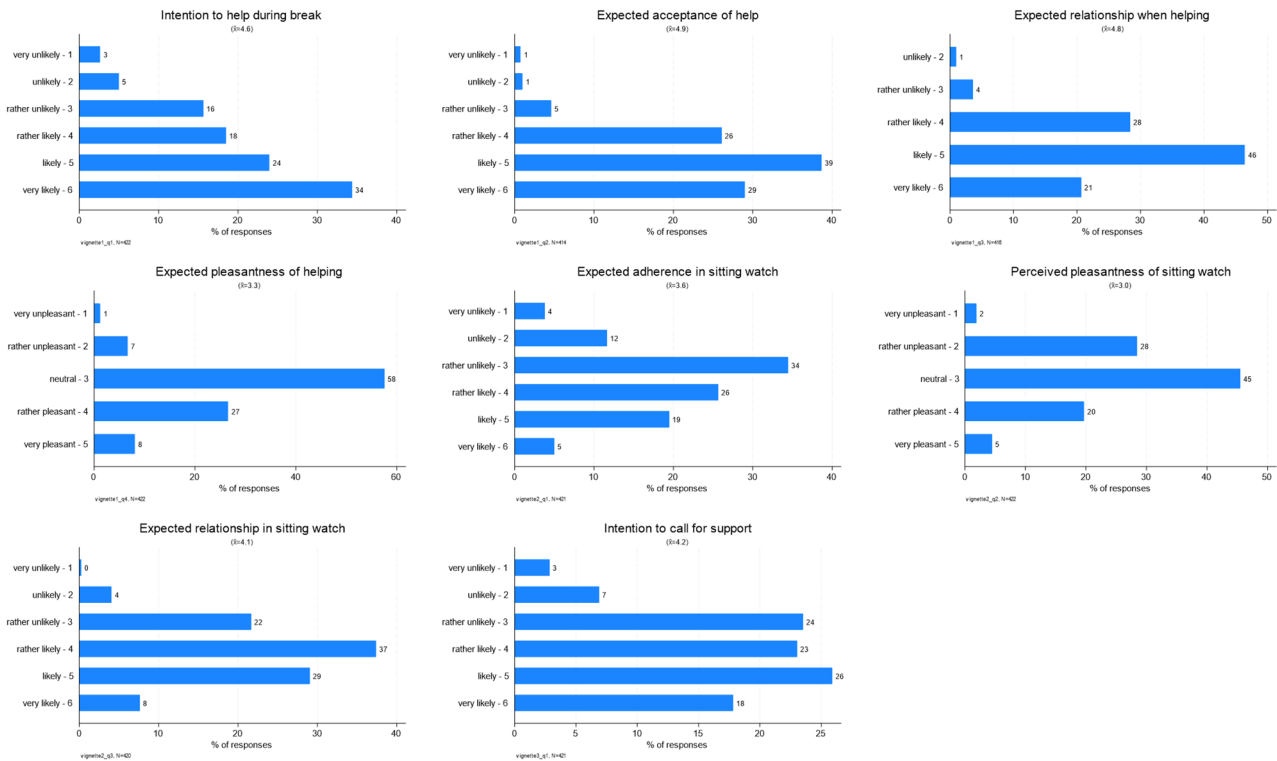 Intention to help during break
(x̄=4.6)
very unlikely - 1
3
unlikely - 2
5
rather unlikely - 3
16
rather likely - 4
18
likely - 5
24
very likely - 6
34
0 10 20 30 40
% of responses
vignette1_q1, N=422
Expected acceptance of help
(x̄=4.9)
very unlikely - 1
1
unlikely - 2
1
rather unlikely - 3
5
rather likely - 4
26
likely - 5
39
very likely - 6
29
0 10 20 30 40
% of responses
vignette1_q2, N=414
Expected relationship when helping
(x̄=4.8)
unlikely - 2
1
rather unlikely - 3
4
rather likely - 4
28
likely - 5
46
very likely - 6
21
0 10 20 30 40 50
% of responses
vignette1_q3, N=418
Expected pleasantness of helping
(x̄=3.3)
very unpleasant - 1
1
rather unpleasant - 2
7
neutral - 3
58
rather pleasant - 4
27
very pleasant - 5
8
0 20 40 60
% of responses
vignette1_q4, N=422
Expected adherence in sitting watch
(x̄=3.6)
very unlikely - 1
4
unlikely - 2
12
rather unlikely - 3
34
rather likely - 4
26
likely - 5
19
very likely - 6
5
0 10 20 30 40
% of responses
vignette2_q1, N=421
Perceived pleasantness of sitting watch
(x̄=3.0)
very unpleasant - 1
2
rather unpleasant - 2
28
neutral - 3
45
rather pleasant - 4
20
very pleasant - 5
5
0 10 20 30 40 50
% of responses
vignette2_q2, N=422
Expected relationship in sitting watch
(x̄=4.1)
very unlikely - 1
0
unlikely - 2
4
rather unlikely - 3
22
rather likely - 4
37
likely - 5
29
very likely - 6
8
0 10 20 30 40
% of responses
vignette2_q3, N=420
Intention to call for support
(x̄=4.2)
very unlikely - 1
3
unlikely - 2
7
rather unlikely - 3
24
rather likely - 4
23
likely - 5
26
very likely - 6
18
0 5 10 15 20 25
% of responses
vignette3_q1, N=421